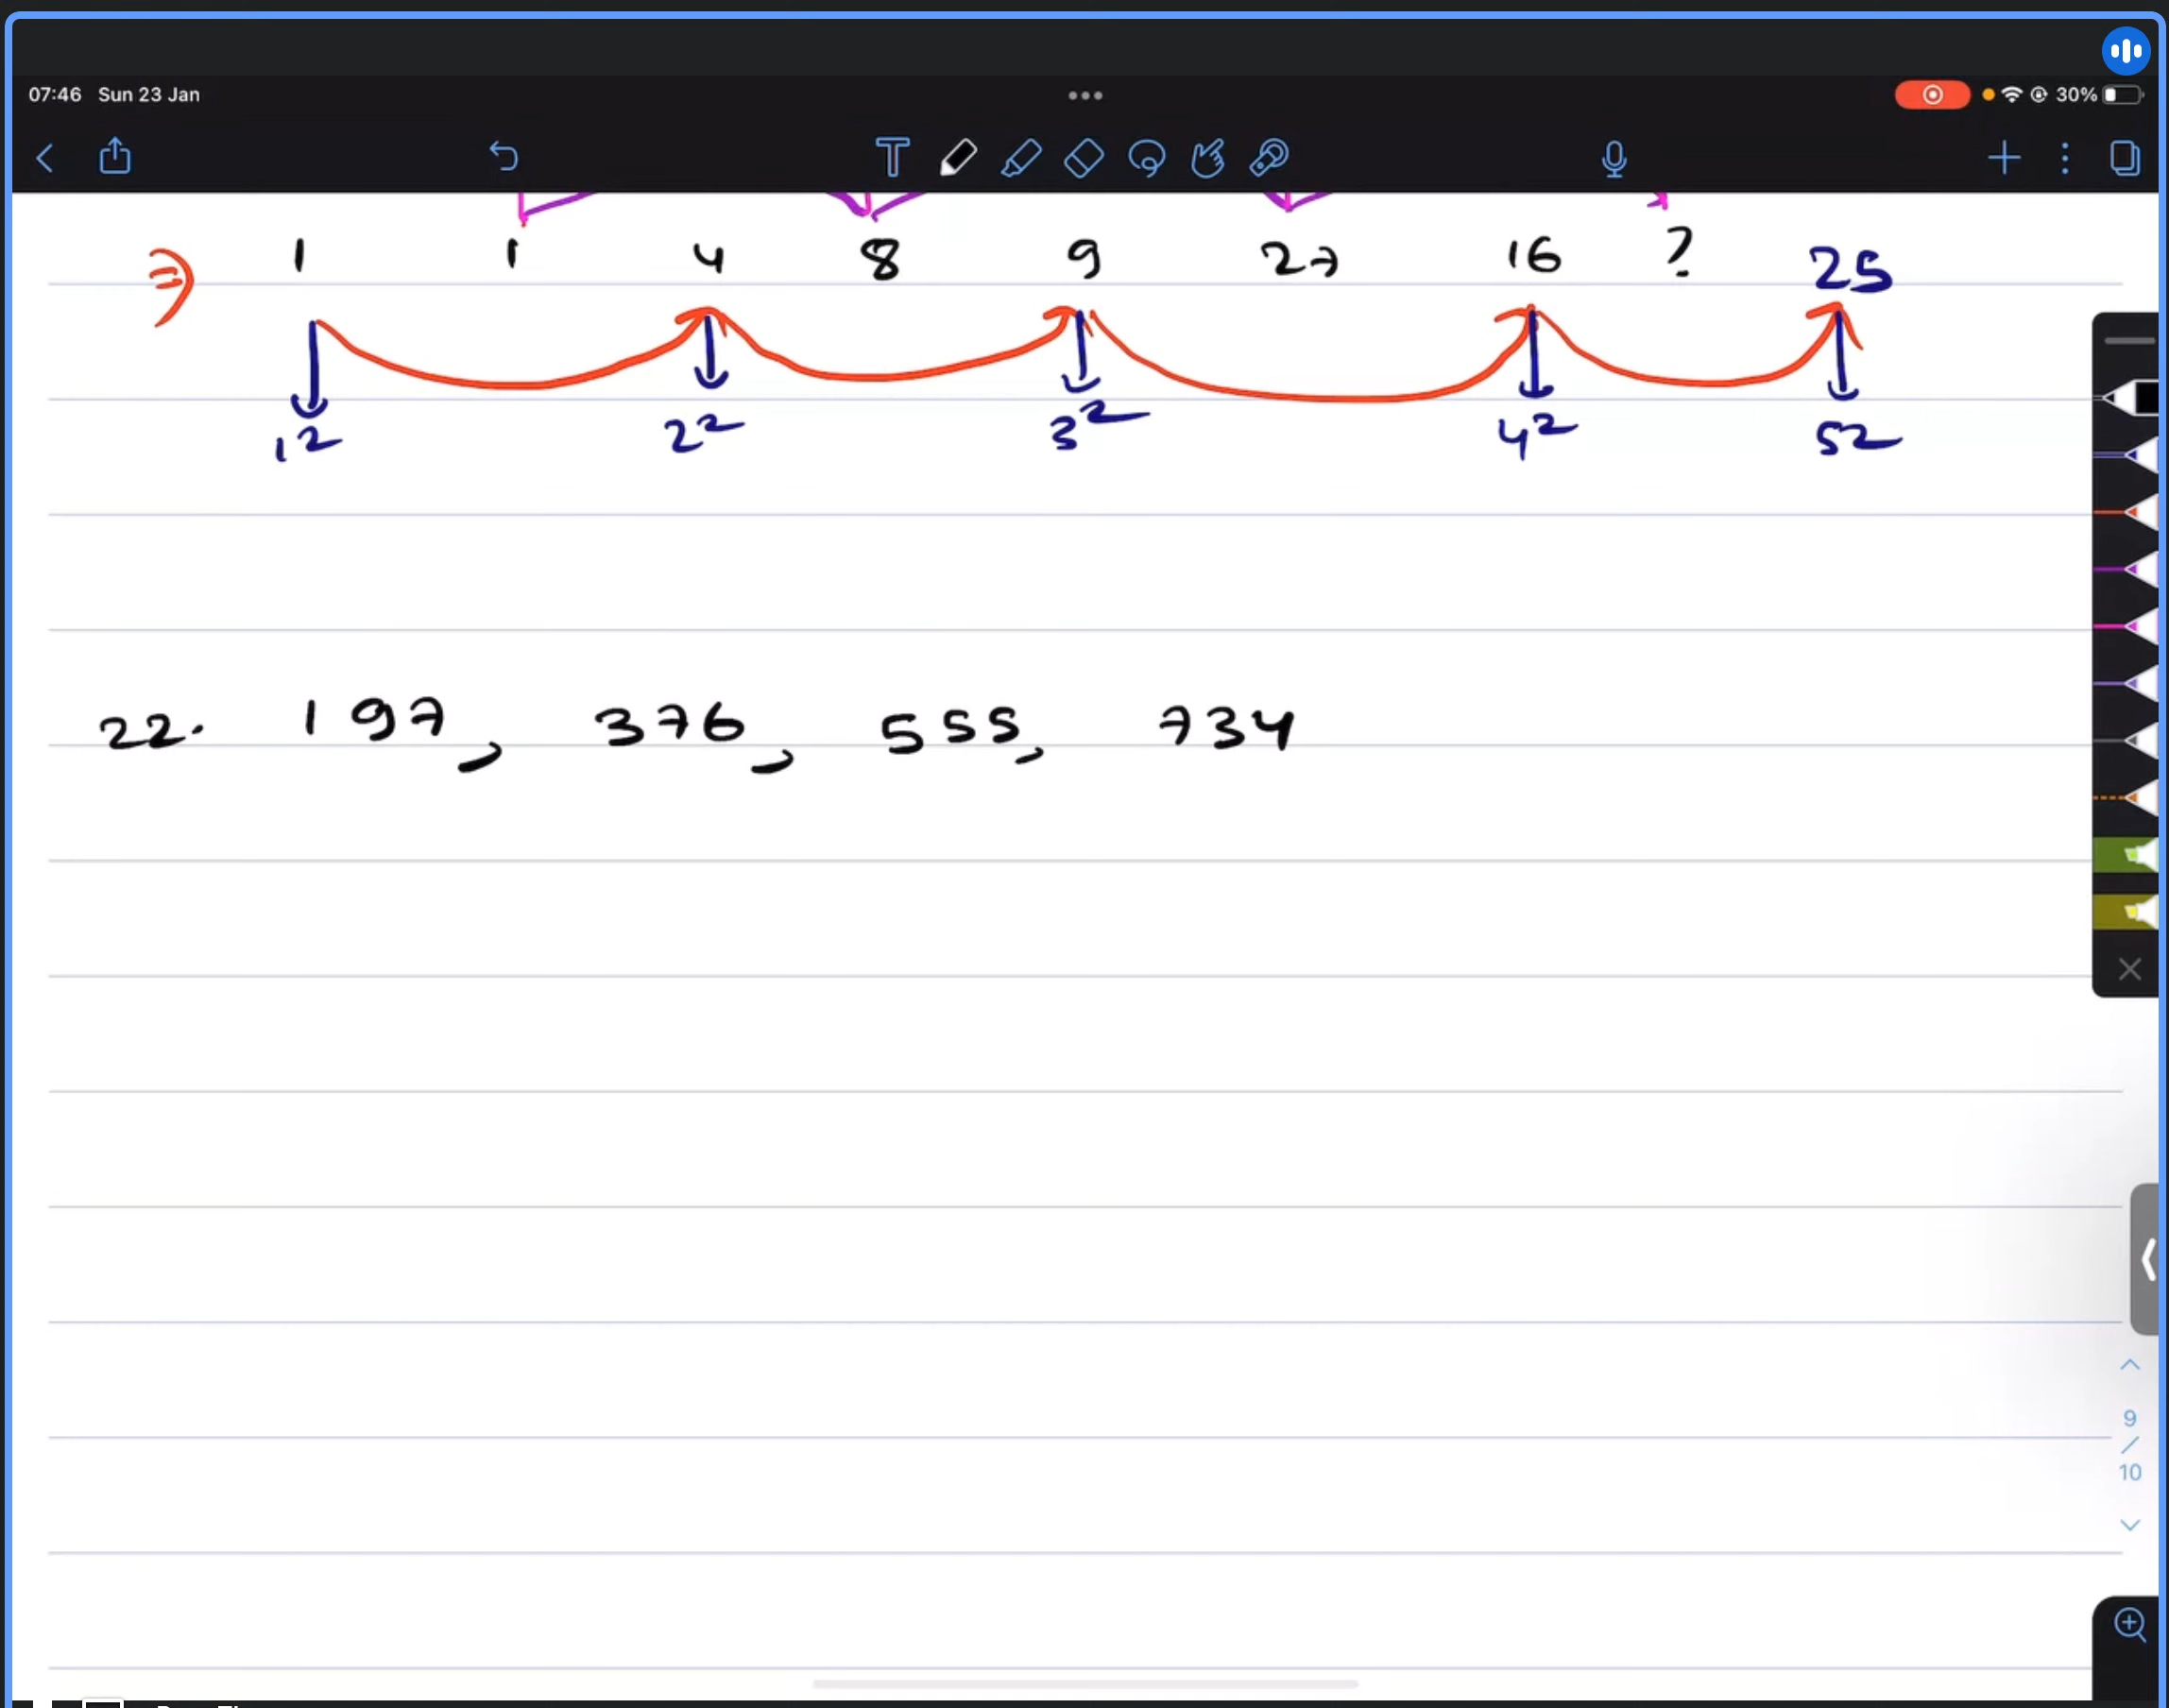 07:46 Sun 23 Jan 30%
⇒ 1 1 4 8 9 27 16 ? 25
1² 2² 3² 4² 5²
22. 197, 376, 555, 734
9
/
10